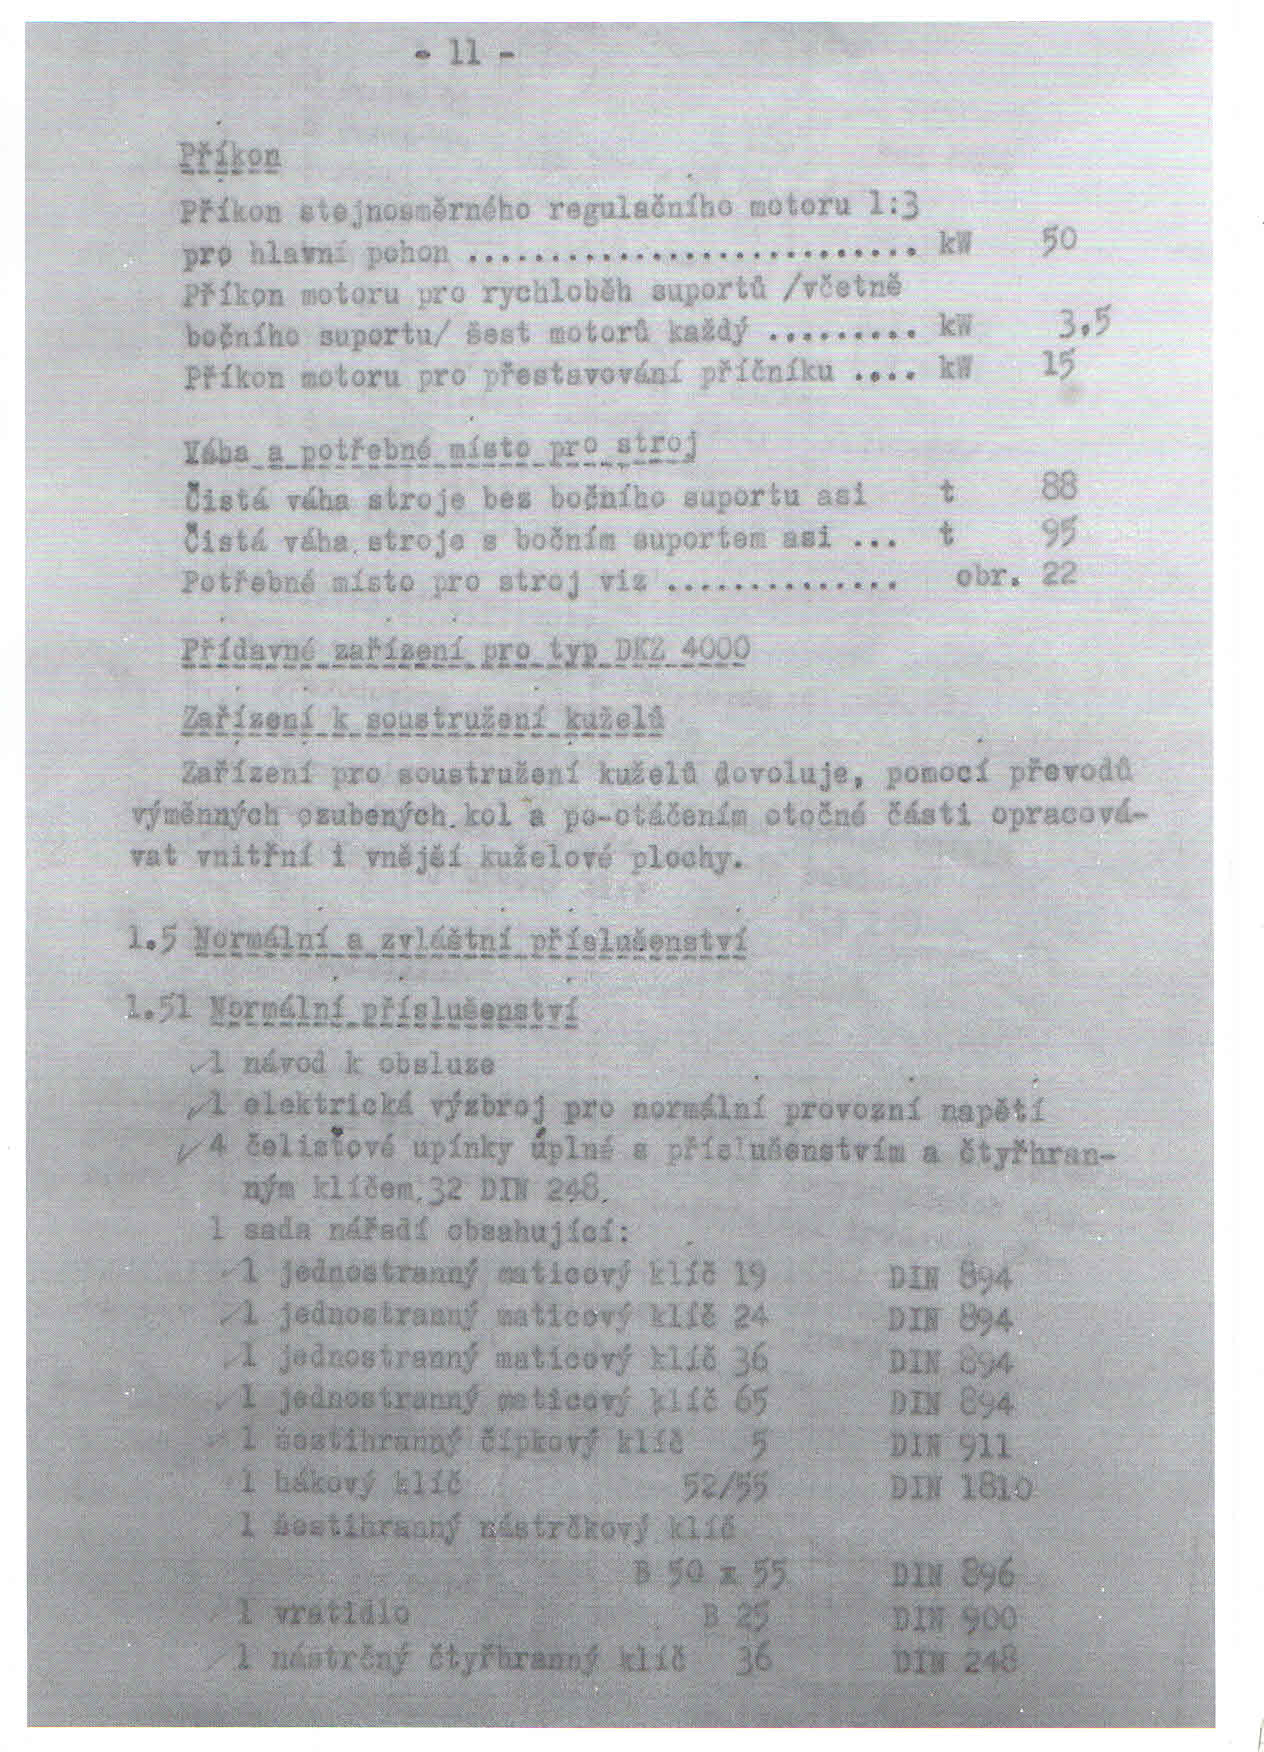 - 11 -
Příkon
Příkon stejnosměrného regulačního motoru 1:3
pro hlavní pohon ........................... kW 50
Příkon motoru pro rychloběh suportů /včetně
bočního suportu/ šest motorů každý ......... kW 3.5
Příkon motoru pro přestavování příčníku .... kW 15
Váha a potřebné místo pro stroj
Čistá váha stroje bez bočního suportu asi t 88
Čistá váha stroje s bočním suportem asi ... t 95
Potřebné místo pro stroj viz .............. obr. 22
Přídavné zařízení pro typ DKZ 4000
Zařízení k soustružení kuželů
Zařízení pro soustružení kuželů dovoluje, pomocí převodů
výměnných ozubených kol a po-otáčením otočné části opracová-
vat vnitřní i vnější kuželové plochy.
1.5 Normální a zvláštní příslušenství
1.51 Normální příslušenství
1 návod k obsluze
1 elektrická výzbroj pro normální provozní napětí
4 čelisťové upínky úplné s příslušenstvím a čtyřhran-
ným klíčem 32 DIN 248.
1 sada nářadí obsahující:
1 jednostranný maticový klíč 19 DIN 894
1 jednostranný maticový klíč 24 DIN 894
1 jednostranný maticový klíč 36 DIN 894
1 jednostranný maticový klíč 65 DIN 894
1 šestihranný čípkový klíč 5 DIN 911
1 hákový klíč 52/55 DIN 1810
1 šestihranný nástrčkový klíč
B 50 x 55 DIN 896
1 vratidlo B 25 DIN 900
1 nástrčný čtyřhranný klíč 36 DIN 248